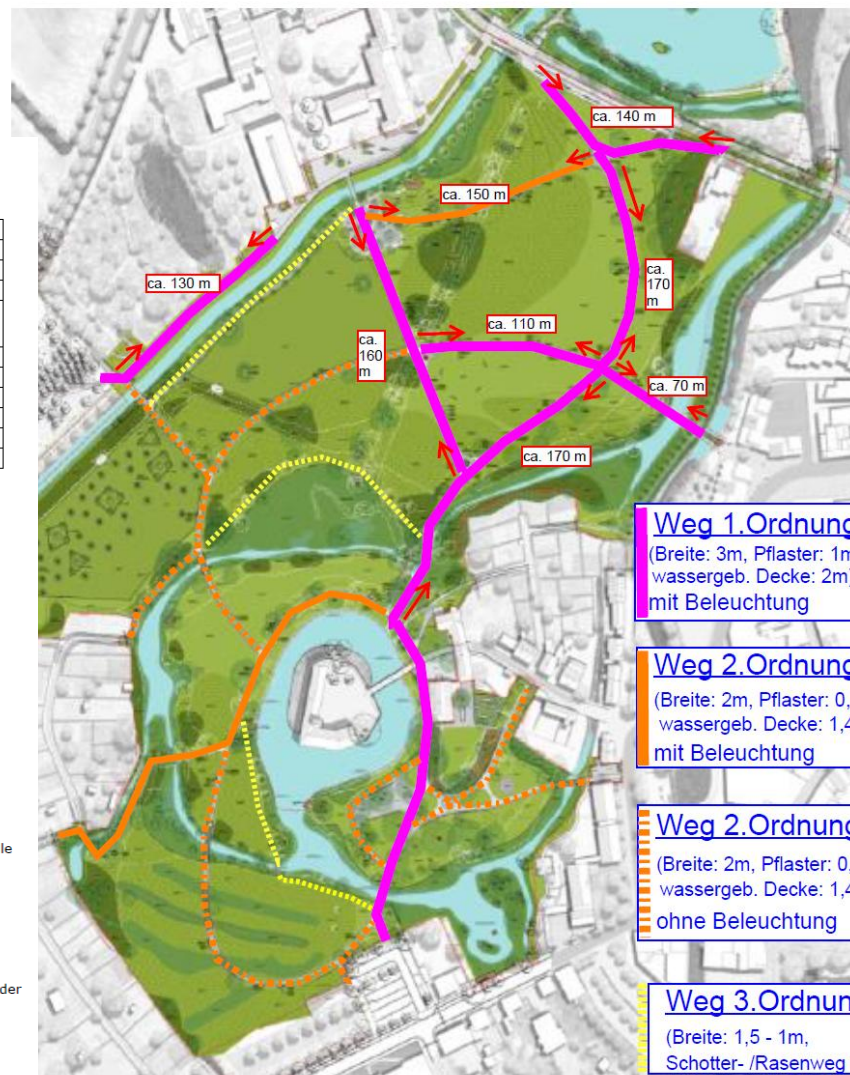 ca. 140 m
ca. 150 m
ca. 130 m
ca.
170
m
ca. 110 m
ca.
160
m
ca. 70 m
ca. 170 m
Weg 1.Ordnung
(Breite: 3m, Pflaster: 1m
wassergeb. Decke: 2m)
mit Beleuchtung
Weg 2.Ordnung
(Breite: 2m, Pflaster: 0,
wassergeb. Decke: 1,4
mit Beleuchtung
Weg 2.Ordnung
(Breite: 2m, Pflaster: 0,
wassergeb. Decke: 1,4
ohne Beleuchtung
Weg 3.Ordnun
(Breite: 1,5 - 1m,
Schotter- /Rasenweg
le
der